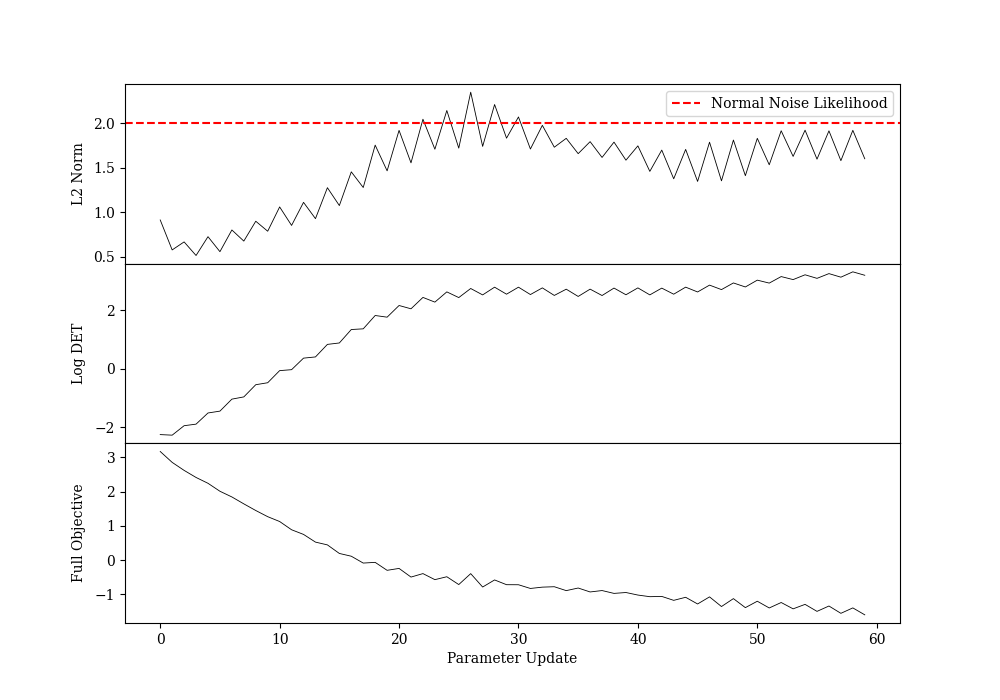 Normal Noise Likelihood
L2 Norm
2.0
1.5
1.0
0.5
Log DET
2
0
−2
Full Objective
3
2
1
0
−1
0 10 20 30 40 50 60
Parameter Update